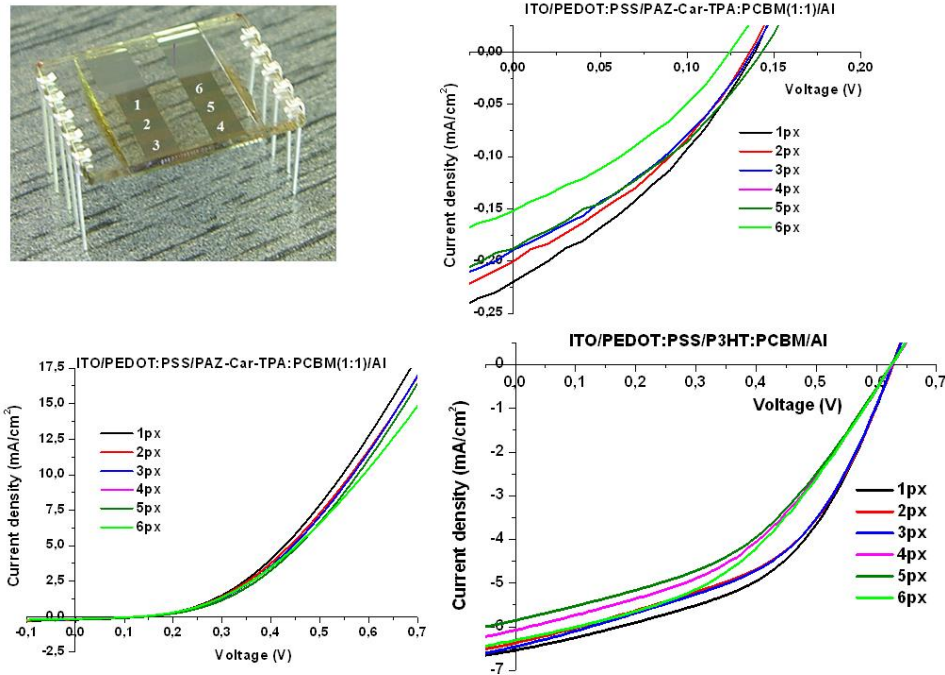 1
2
3
6
5
4
ITO/PEDOT:PSS/PAZ-Car-TPA:PCBM(1:1)/Al
0,00
-0,05
-0,10
-0,15
-0,20
-0,25
0,00 0,05 0,10 0,15 0,20
Voltage (V)
Current density (mA/cm²)
1px
2px
3px
4px
5px
6px
ITO/PEDOT:PSS/PAZ-Car-TPA:PCBM(1:1)/Al
17,5
15,0
12,5
10,0
7,5
5,0
2,5
0,0
-2,5
-0,1 0,0 0,1 0,2 0,3 0,4 0,5 0,6 0,7
Voltage (V)
Current density (mA/cm²)
1px
2px
3px
4px
5px
6px
ITO/PEDOT:PSS/P3HT:PCBM/Al
0
-1
-2
-3
-4
-5
-6
-7
0,0 0,1 0,2 0,3 0,4 0,5 0,6 0,7
Voltage (V)
Current density (mA/cm²)
1px
2px
3px
4px
5px
6px